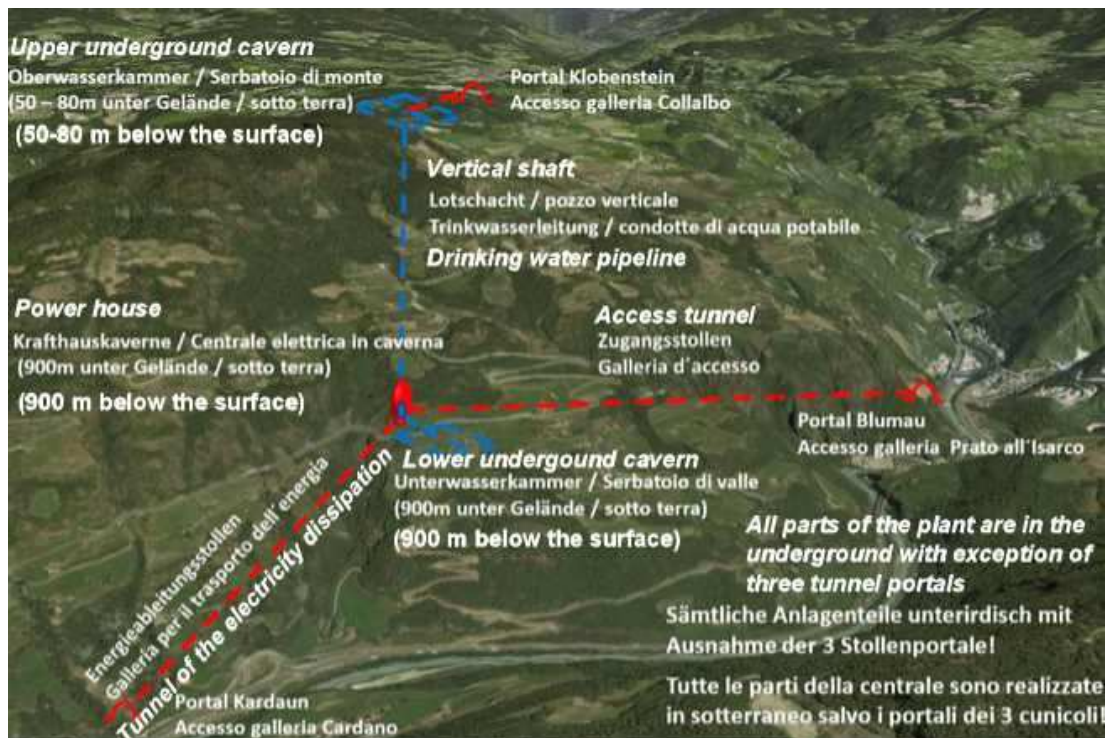 Upper underground cavern
Oberwasserkammer / Serbatoio di monte
(50 – 80m unter Gelände / sotto terra)
(50-80 m below the surface)
Portal Klobenstein
Accesso galleria Collalbo
Vertical shaft
Lotschacht / pozzo verticale
Trinkwasserleitung / condotte di acqua potabile
Drinking water pipeline
Power house
Krafthauskaverne / Centrale elettrica in caverna
(900m unter Gelände / sotto terra)
(900 m below the surface)
Access tunnel
Zugangsstollen
Galleria d´accesso
Portal Blumau
Accesso galleria Prato all´Isarco
Lower undergound cavern
Unterwasserkammer / Serbatoio di valle
(900m unter Gelände / sotto terra)
(900 m below the surface)
Energieableitungsstollen
Galleria per il trasporto dell´energia
Tunnel of the electricity dissipation
Portal Kardaun
Accesso galleria Cardano
All parts of the plant are in the
underground with exception of
three tunnel portals
Sämtliche Anlagenteile unterirdisch mit
Ausnahme der 3 Stollenportale!
Tutte le parti della centrale sono realizzate
in sotterraneo salvo i portali dei 3 cunicoli!